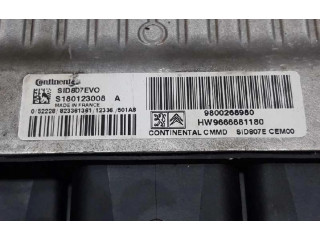 Continental
SID807EVO
S180123008 A
MADE IN FRANCE
9800268980
HW9666681180
CONTINENTAL CMMD SID807E CEM00